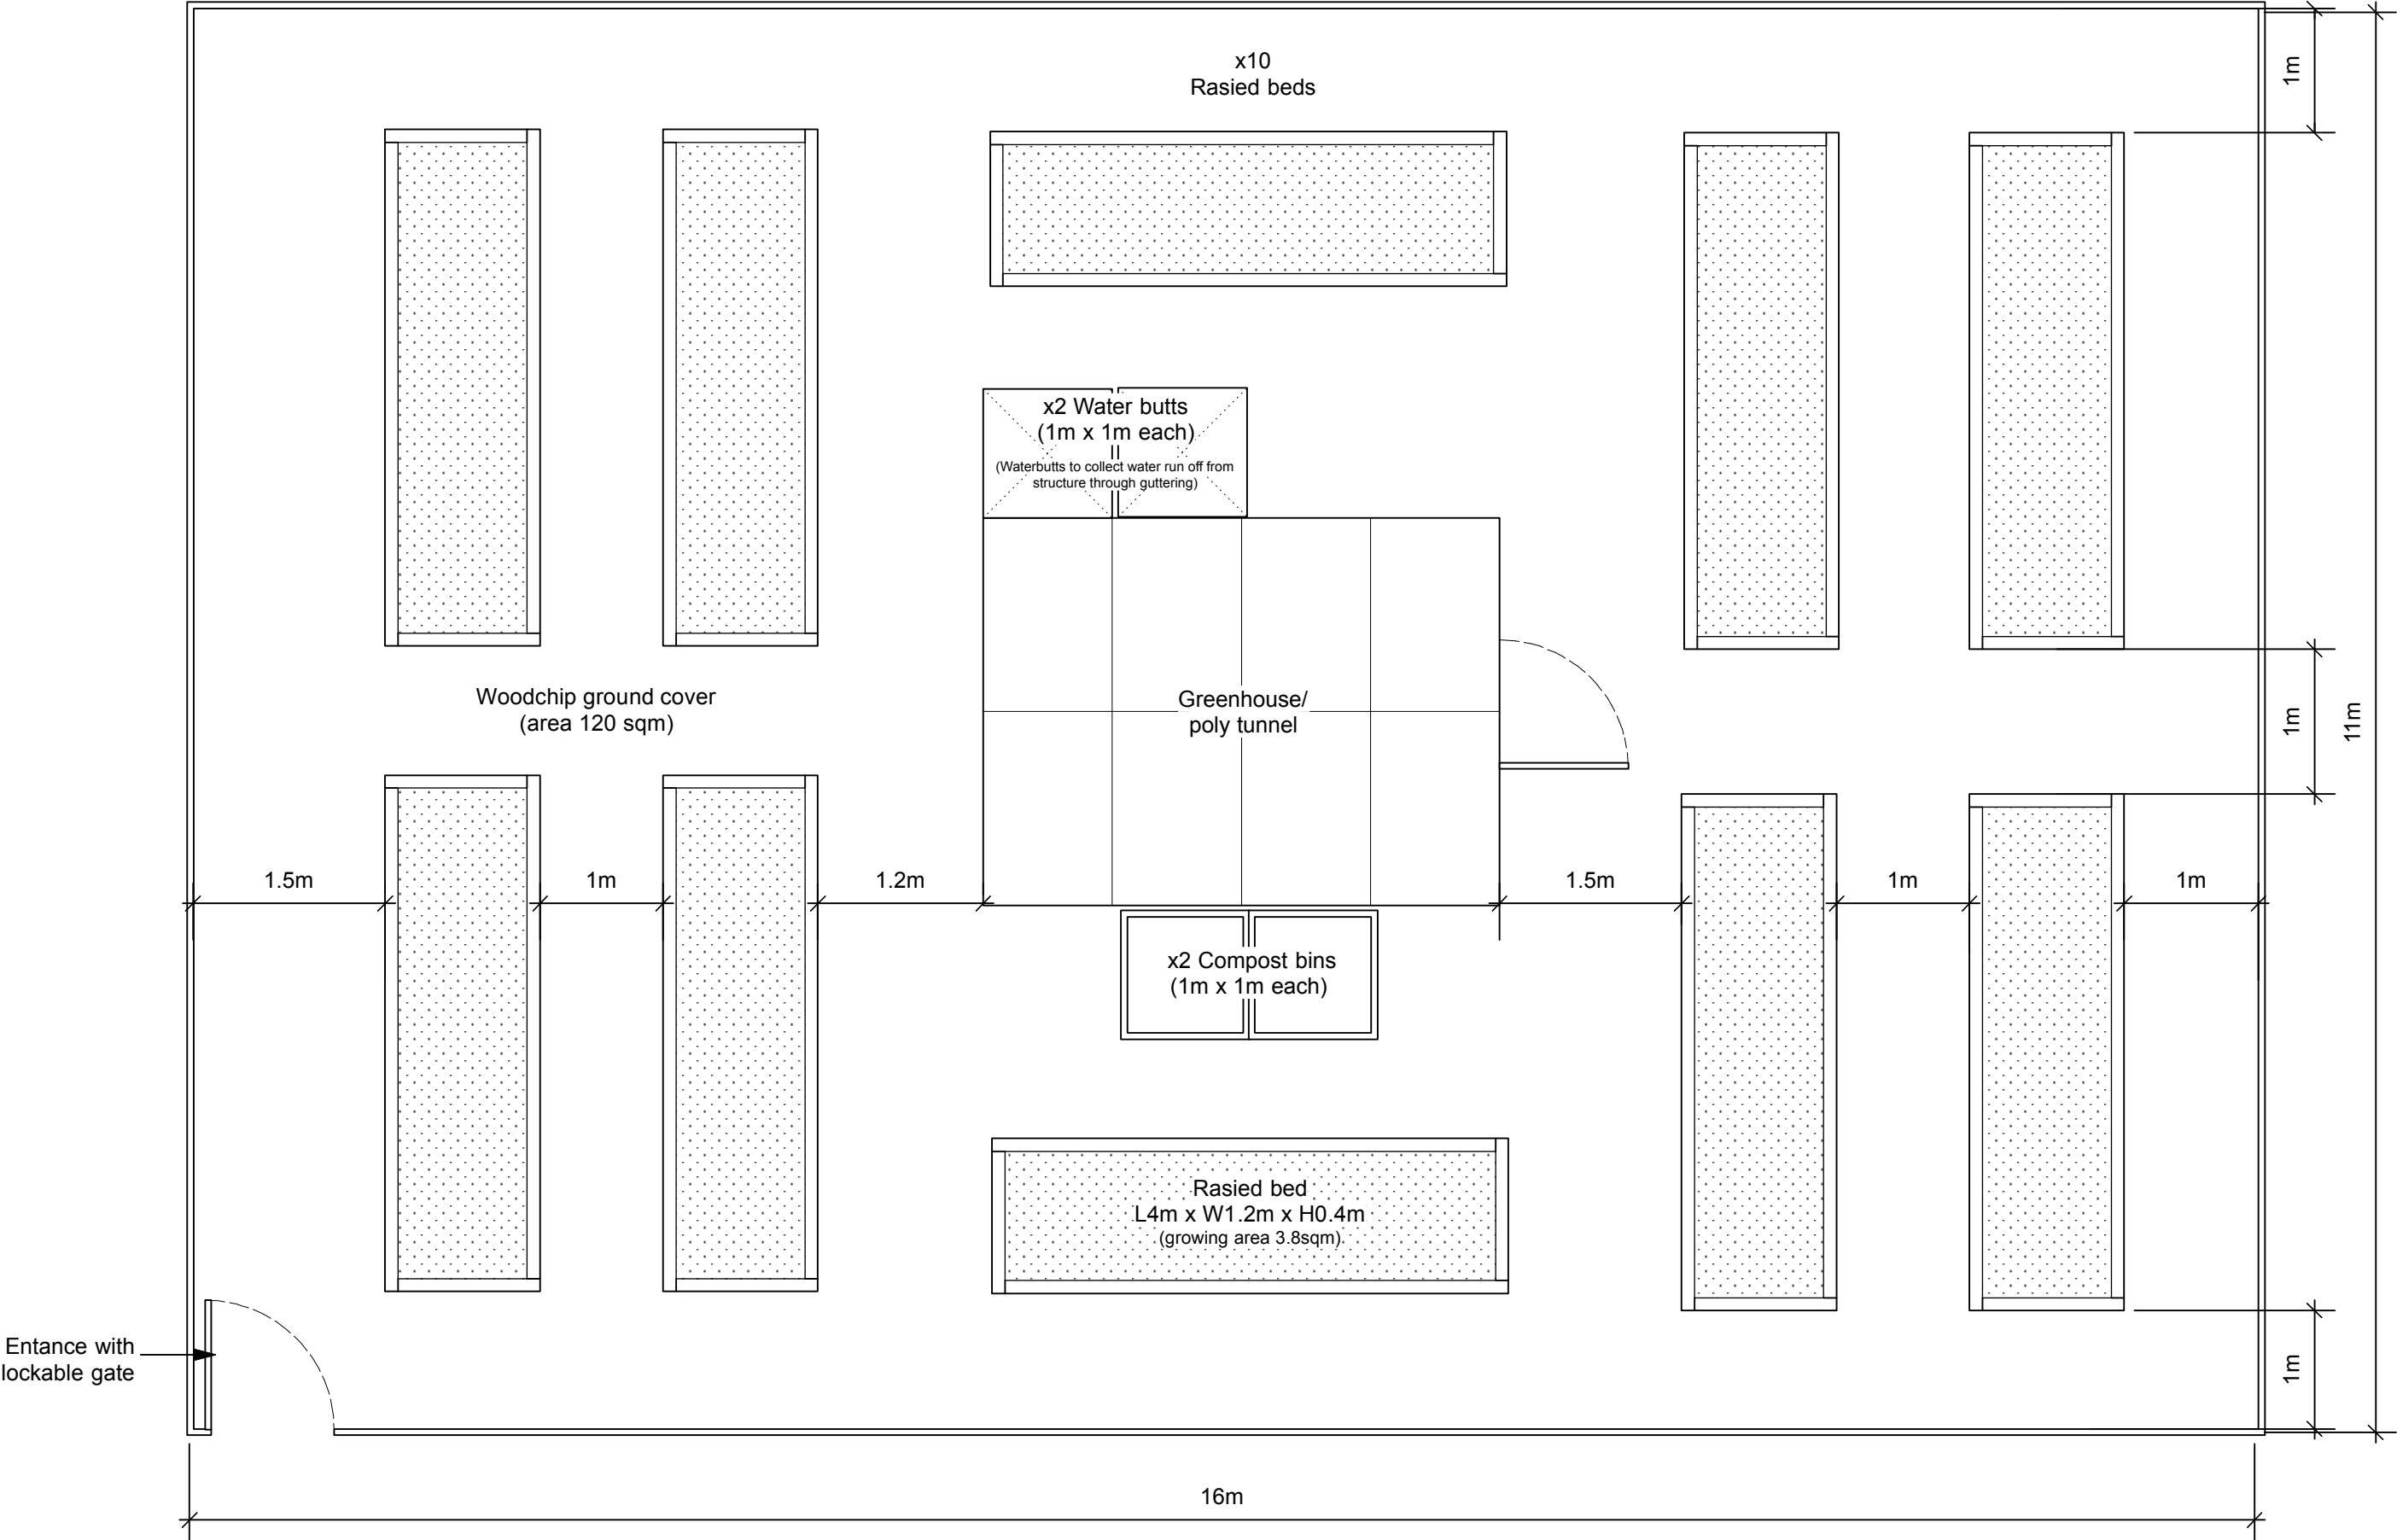 x10
Rasied beds
1m
x2 Water butts
(1m x 1m each)
(Waterbutts to collect water run off from
structure through guttering)
Woodchip ground cover
(area 120 sqm)
Greenhouse/
poly tunnel
1m
11m
1.5m
1m
1.2m
1.5m
1m
1m
x2 Compost bins
(1m x 1m each)
Rasied bed
L4m x W1.2m x H0.4m
(growing area 3.8sqm)
Entance with
lockable gate
1m
16m